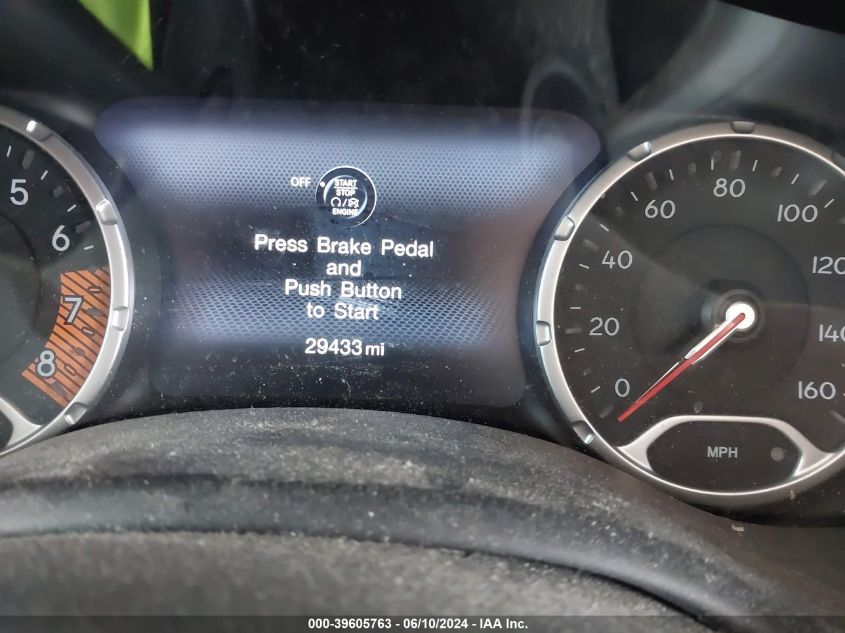 OFF
START
STOP
ENGINE
Press Brake Pedal
and
Push Button
to Start
29433 mi
5
6
7
8
0
20
40
60
80
100
120
140
160
MPH
000-39605763 - 06/10/2024 - IAA Inc.